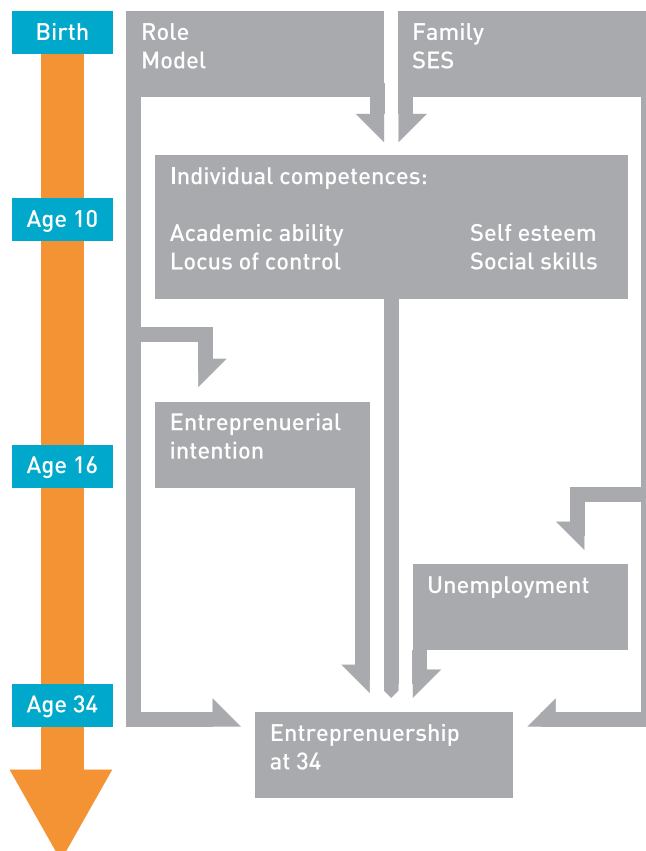 Birth
Role
Model
Family
SES
Individual competences:
Age 10
Academic ability
Locus of control
Self esteem
Social skills
Entreprenuerial
intention
Age 16
Unemployment
Age 34
Entreprenuership
at 34